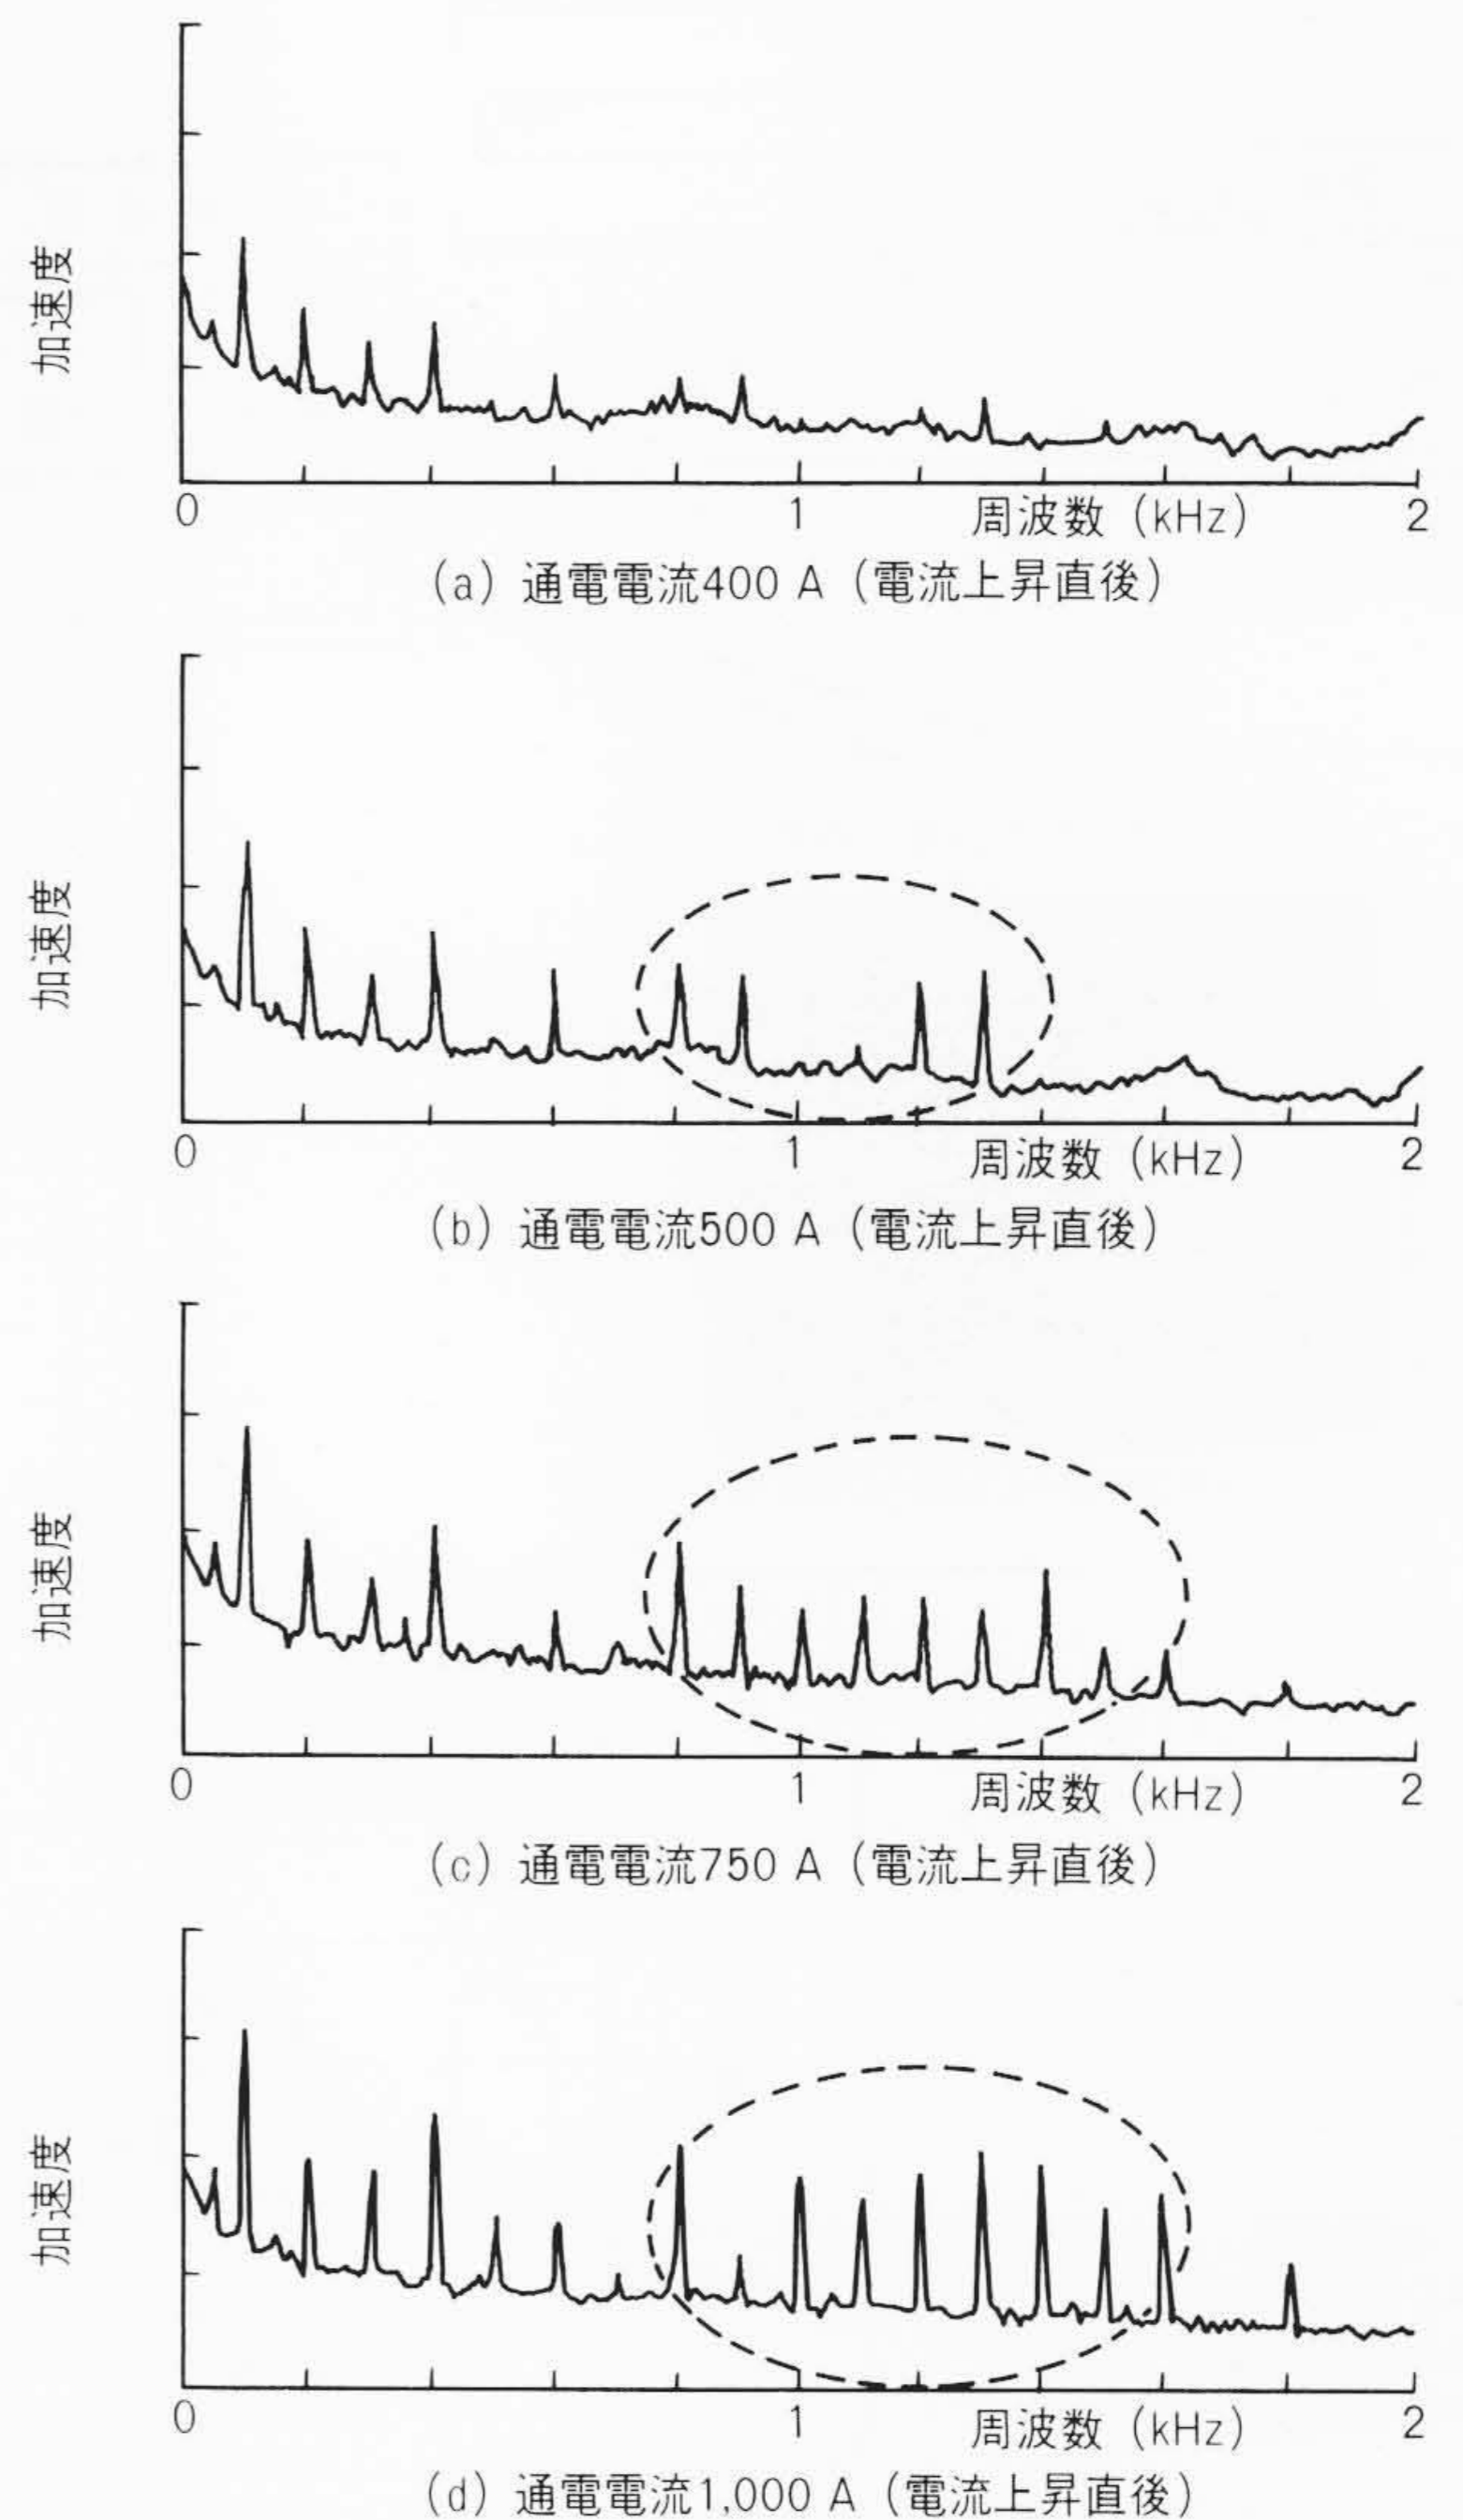 加速度
0 1 周波数 (kHz) 2
(a) 通電電流400 A (電流上昇直後)
加速度
0 1 周波数 (kHz) 2
(b) 通電電流500 A (電流上昇直後)
加速度
0 1 周波数 (kHz) 2
(c) 通電電流750 A (電流上昇直後)
加速度
0 1 周波数 (kHz) 2
(d) 通電電流1,000 A (電流上昇直後)